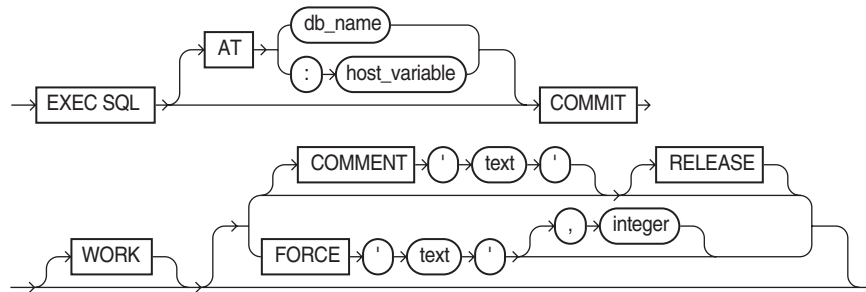 db_name
AT
: host_variable
EXEC SQL COMMIT
COMMENT ' text ' RELEASE
, integer
WORK FORCE ' text '